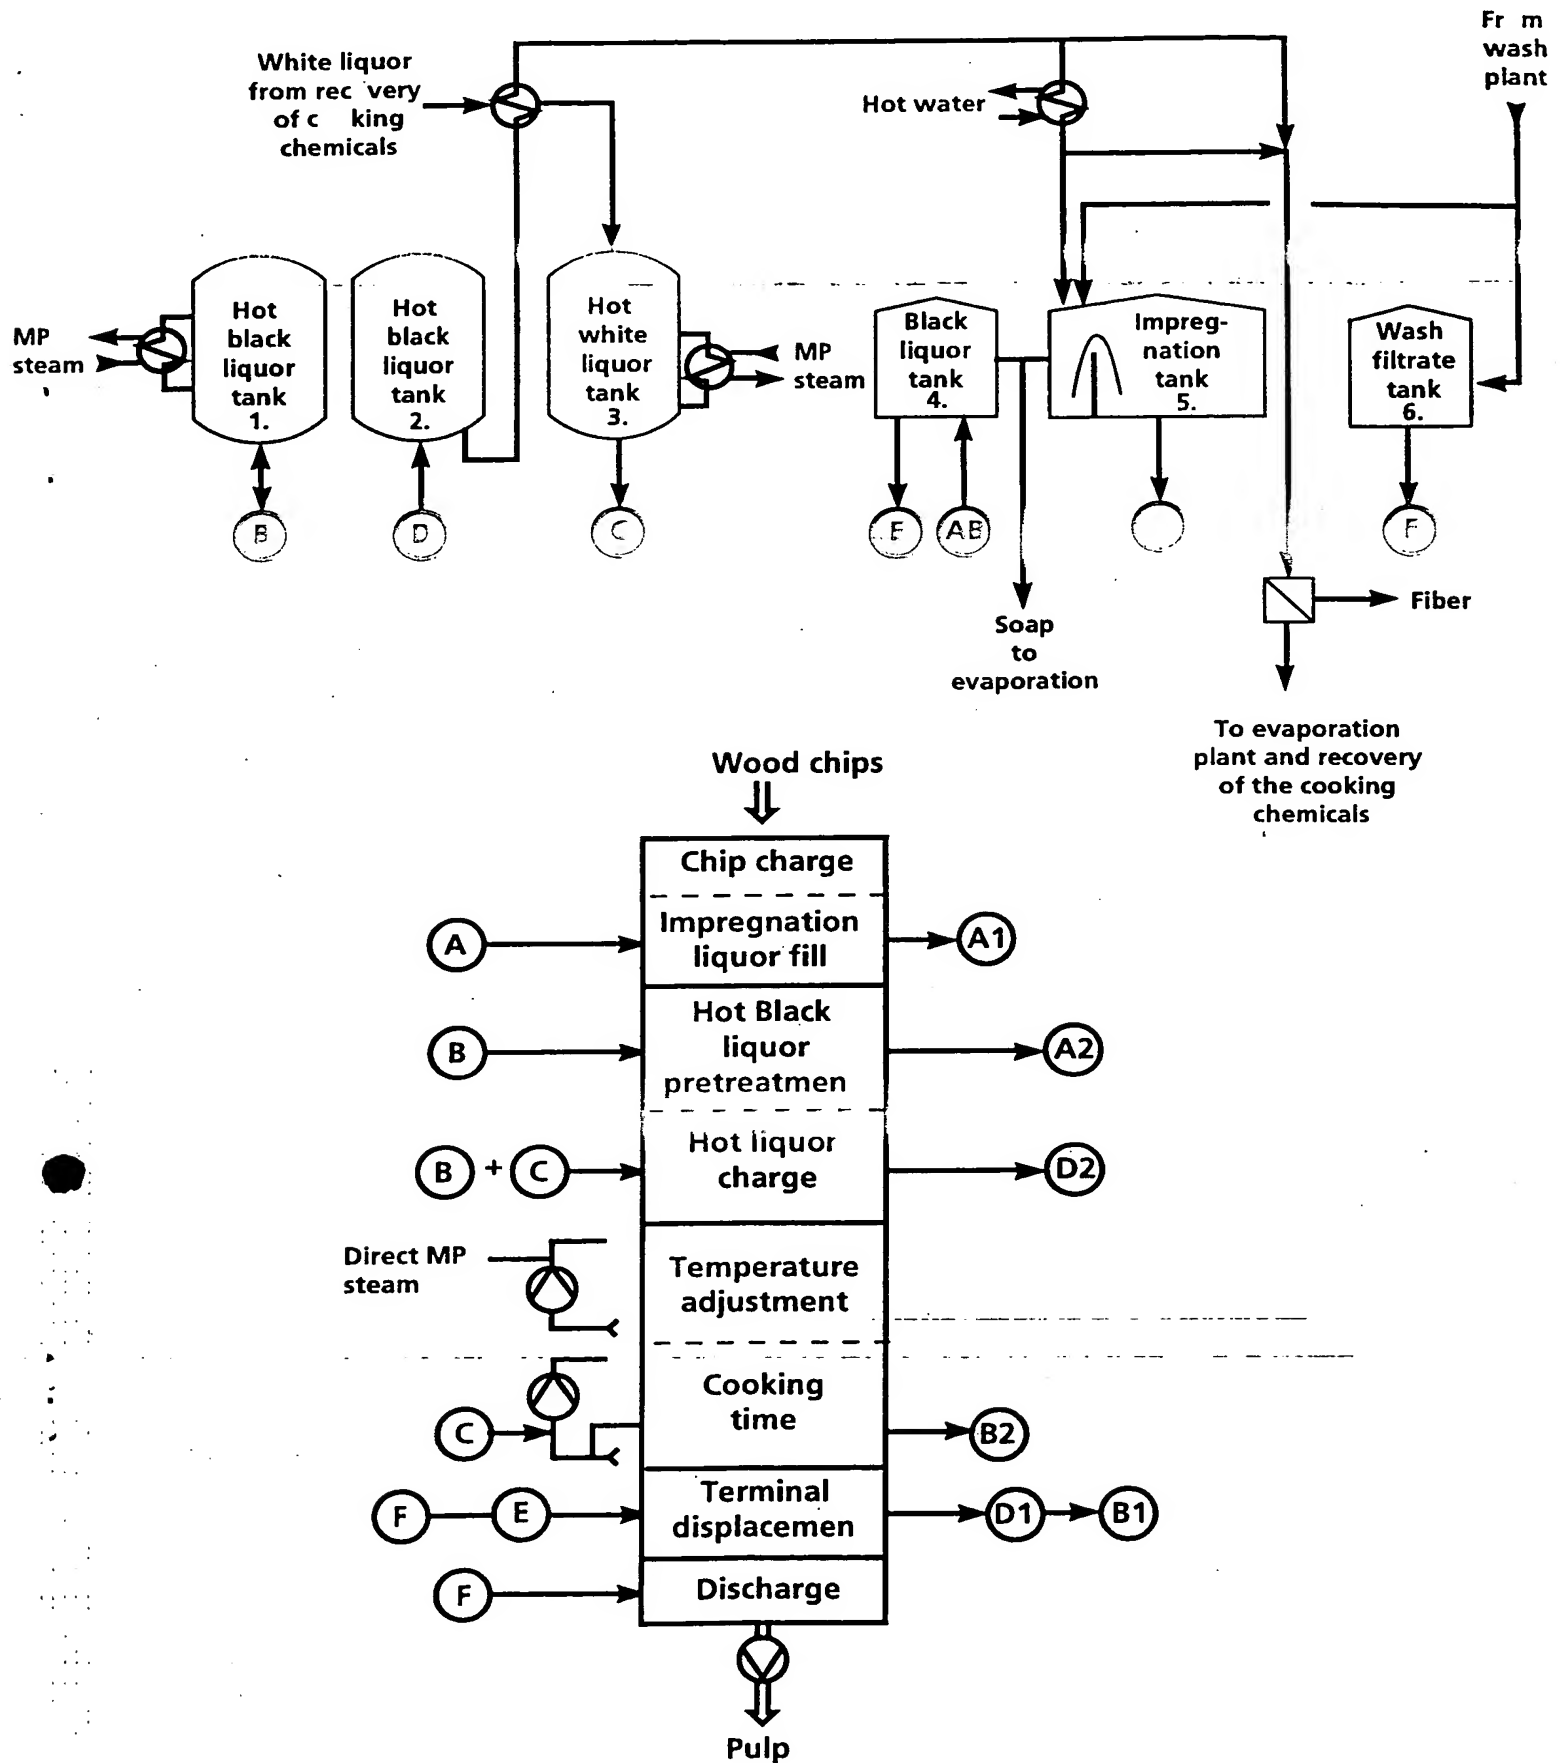 White liquor
from rec very
of c king
chemicals
Hot water
Fr m
wash
plant
MP
steam
Hot
black
liquor
tank
1.
Hot
black
liquor
tank
2.
Hot
white
liquor
tank
3.
MP
steam
Black
liquor
tank
4.
Impreg-
nation
tank
5.
Wash
filtrate
tank
6.
B
D
C
E
AB
F
Soap
to
evaporation
Fiber
To evaporation
plant and recovery
of the cooking
chemicals
Wood chips
Chip charge
A
Impregnation
liquor fill
A1
B
Hot Black
liquor
pretreatmen
A2
B + C
Hot liquor
charge
D2
Direct MP
steam
Temperature
adjustment
Cooking
time
C
B2
F
E
Terminal
displacemen
D1
B1
F
Discharge
Pulp